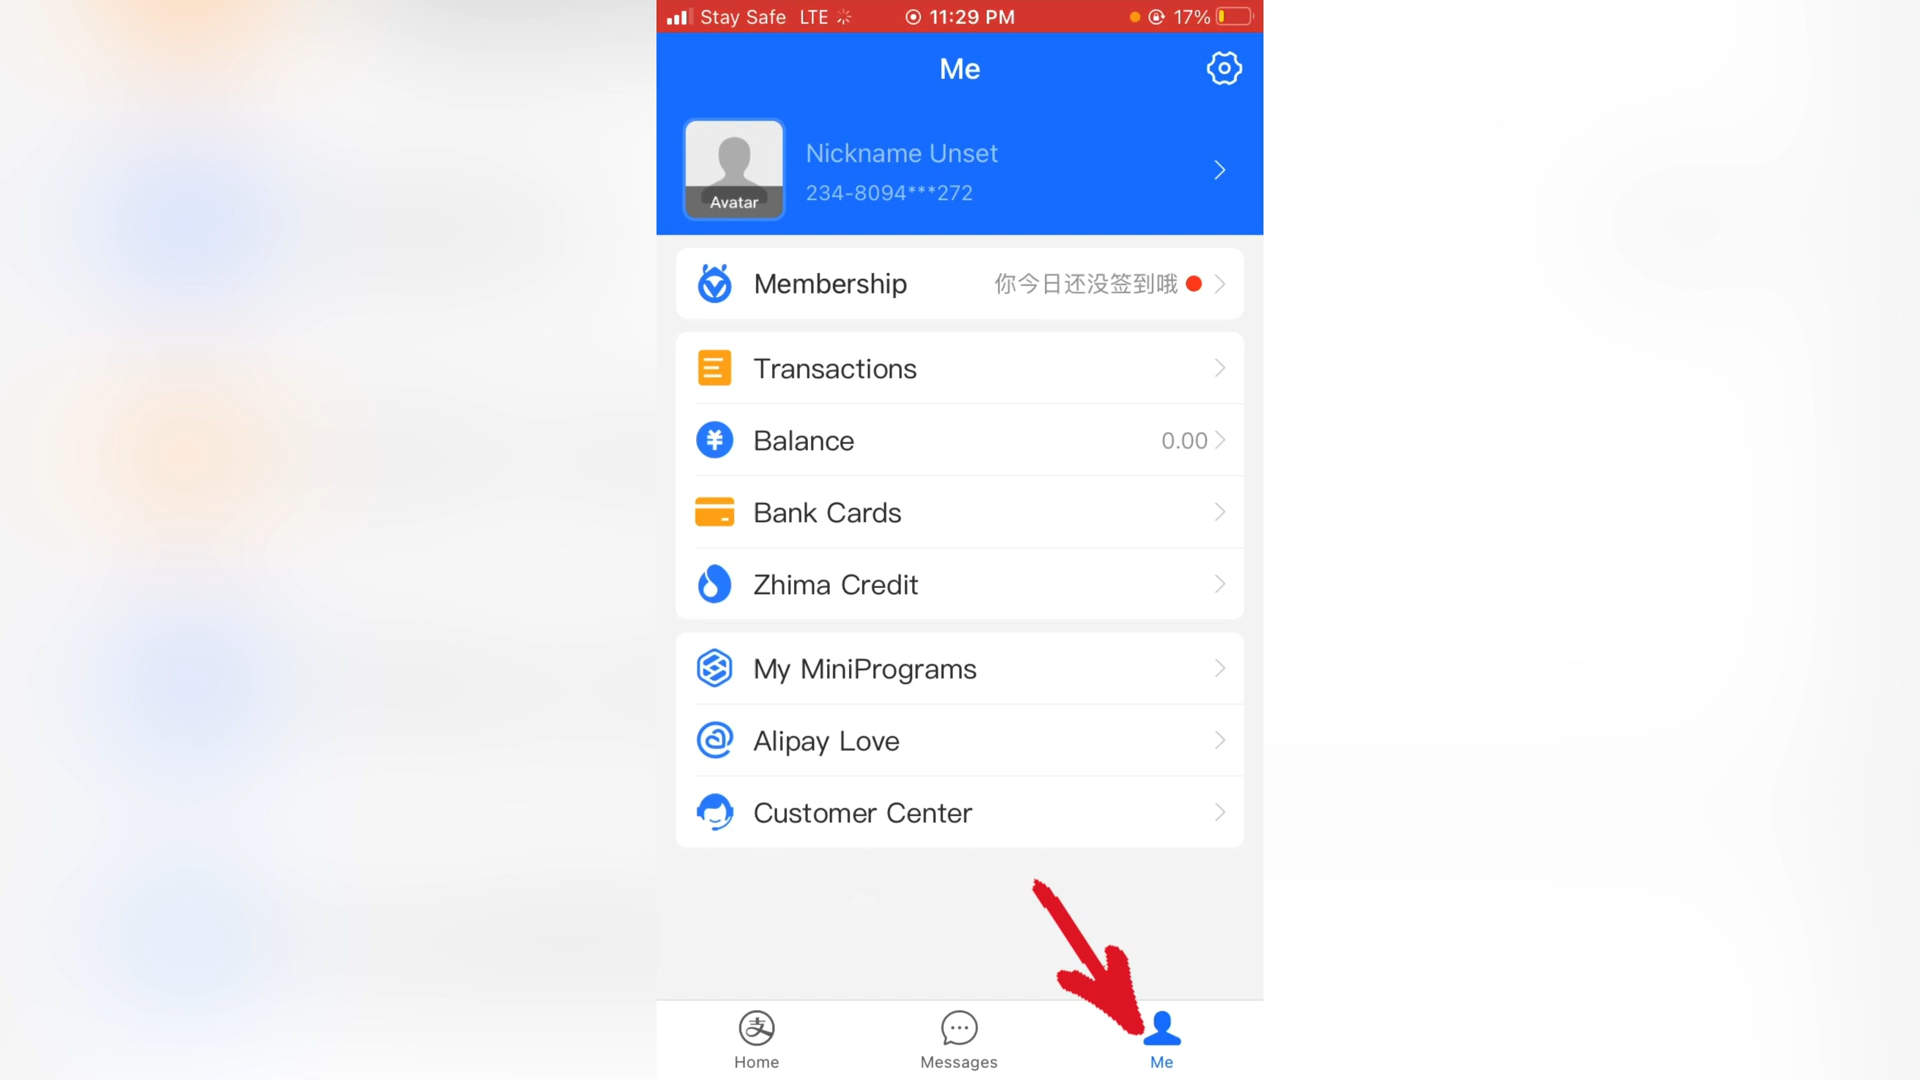 Stay Safe LTE 11:29 PM 17%
Me
Nickname Unset
234-8094***272
Avatar
Membership 你今日还没签到哦
Transactions
Balance 0.00
Bank Cards
Zhima Credit
My MiniPrograms
Alipay Love
Customer Center
支
Home Messages Me